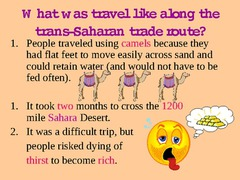 What was travel like along the
trans-Saharan trade route?
1. People traveled using camels because they
had flat feet to move easily across sand and
could retain water (and would not have to be
fed often).
1. It took two months to cross the 1200
mile Sahara Desert.
2. It was a difficult trip, but
people risked dying of
thirst to become rich.